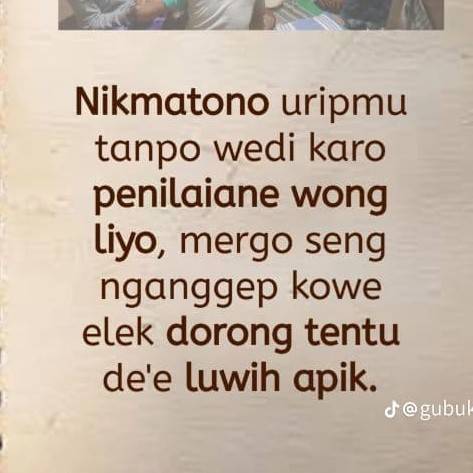 Nikmatono uripmu
tanpo wedi karo
penilaiane wong
liyo, mergo seng
nganggep kowe
elek dorong tentu
de'e luwih apik.
@gubuk